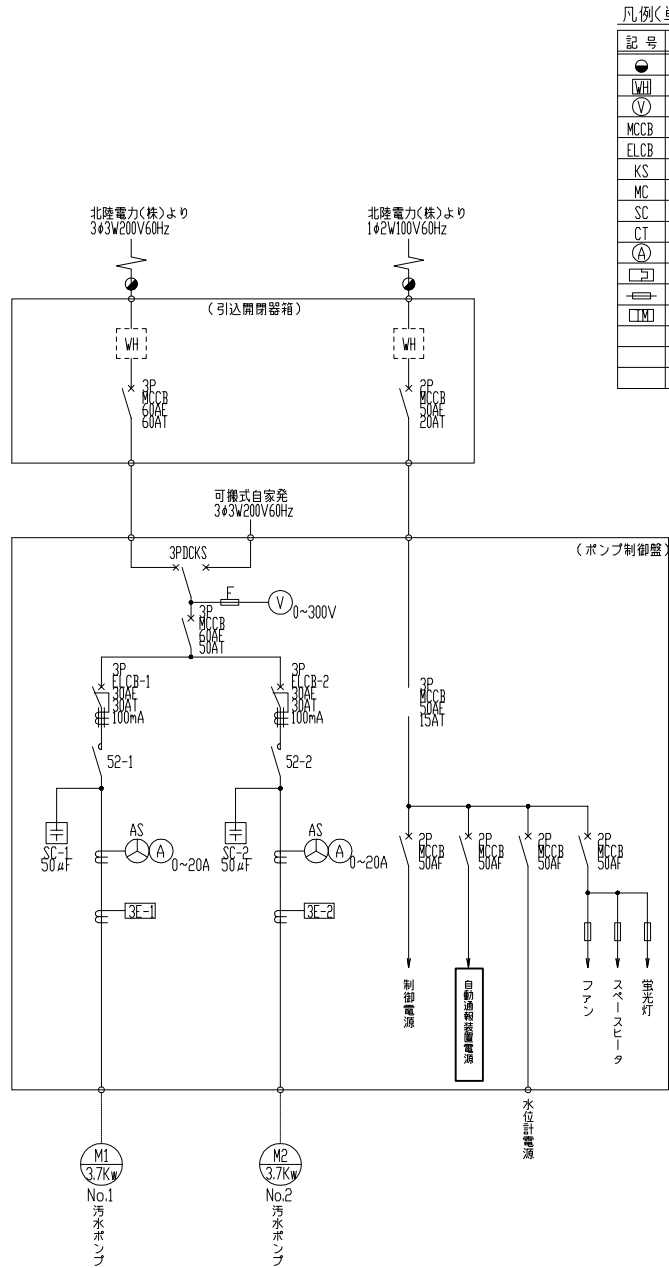 凡例(単
記 号
WH
V
MCCB
ELCB
KS
MC
SC
CT
A
TM
北陸電力(株)より
3φ3W200V60Hz
北陸電力(株)より
1φ2W100V60Hz
(引込開閉器箱)
WH
WH
3P
MCCB
60AF
60AT
2P
MCCB
50AF
20AT
可搬式自家発
3φ3W200V60Hz
(ポンプ制御盤)
3PDCKS
F
V
0~300V
3P
MCCB
60AF
50AT
3P
ELCB-1
30AF
30AT
100mA
3P
ELCB-2
30AF
30AT
100mA
3P
MCCB
50AF
15AT
52-1
52-2
SC-1
50μF
AS
A
0~20A
SC-2
50μF
AS
A
0~20A
2P
MCCB
50AF
2P
MCCB
50AF
2P
MCCB
50AF
2P
MCCB
50AF
3E-1
3E-2
制御電源
自動通報装置電源
ファン
スペースヒータ
蛍光灯
水位計電源
M1
3.7Kw
No.1
汚水ポンプ
M2
3.7Kw
No.2
汚水ポンプ